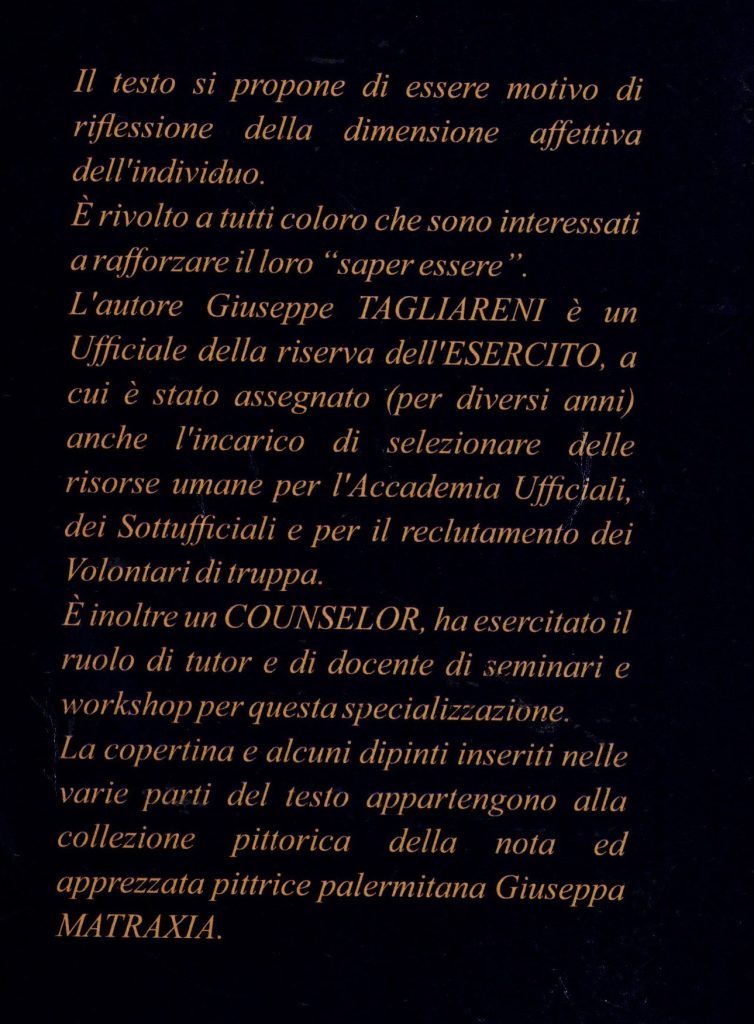 Il testo si propone di essere motivo di
riflessione della dimensione affettiva
dell'individuo.
È rivolto a tutti coloro che sono interessati
a rafforzare il loro “saper essere”.
L'autore Giuseppe TAGLIARENI è un
Ufficiale della riserva dell'ESERCITO, a
cui è stato assegnato (per diversi anni)
anche l'incarico di selezionare delle
risorse umane per l'Accademia Ufficiali,
dei Sottufficiali e per il reclutamento dei
Volontari di truppa.
È inoltre un COUNSELOR, ha esercitato il
ruolo di tutor e di docente di seminari e
workshop per questa specializzazione.
La copertina e alcuni dipinti inseriti nelle
varie parti del testo appartengono alla
collezione pittorica della nota ed
apprezzata pittrice palermitana Giuseppa
MATRAXIA.